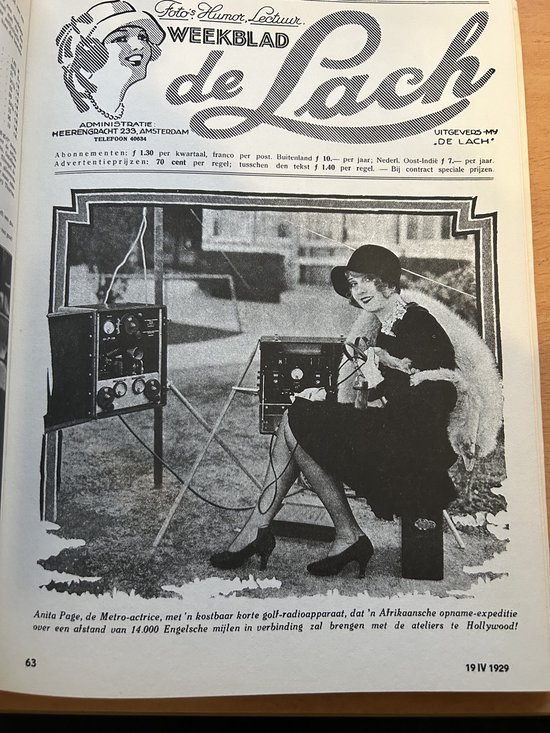 Foto's Humor, Lectuur.
WEEKBLAD
de Lach
ADMINISTRATIE:
HEERENGRACHT 233, AMSTERDAM
TELEFOON 40634
UITGEVERS-MY
„DE LACH"
Abonnementen: ƒ 1.30 per kwartaal, franco per post. Buitenland ƒ 10.— per jaar; Nederl. Oost-Indië ƒ 7.— per jaar.
Advertentieprijzen: 70 cent per regel; tusschen den tekst ƒ 1.40 per regel. — Bij contract speciale prijzen.
Anita Page, de Metro-actrice, met 'n kostbaar korte golf-radioapparaat, dat 'n Afrikaansche opname-expeditie
over een afstand van 14.000 Engelsche mijlen in verbinding zal brengen met de ateliers te Hollywood!
63
19 IV 1929